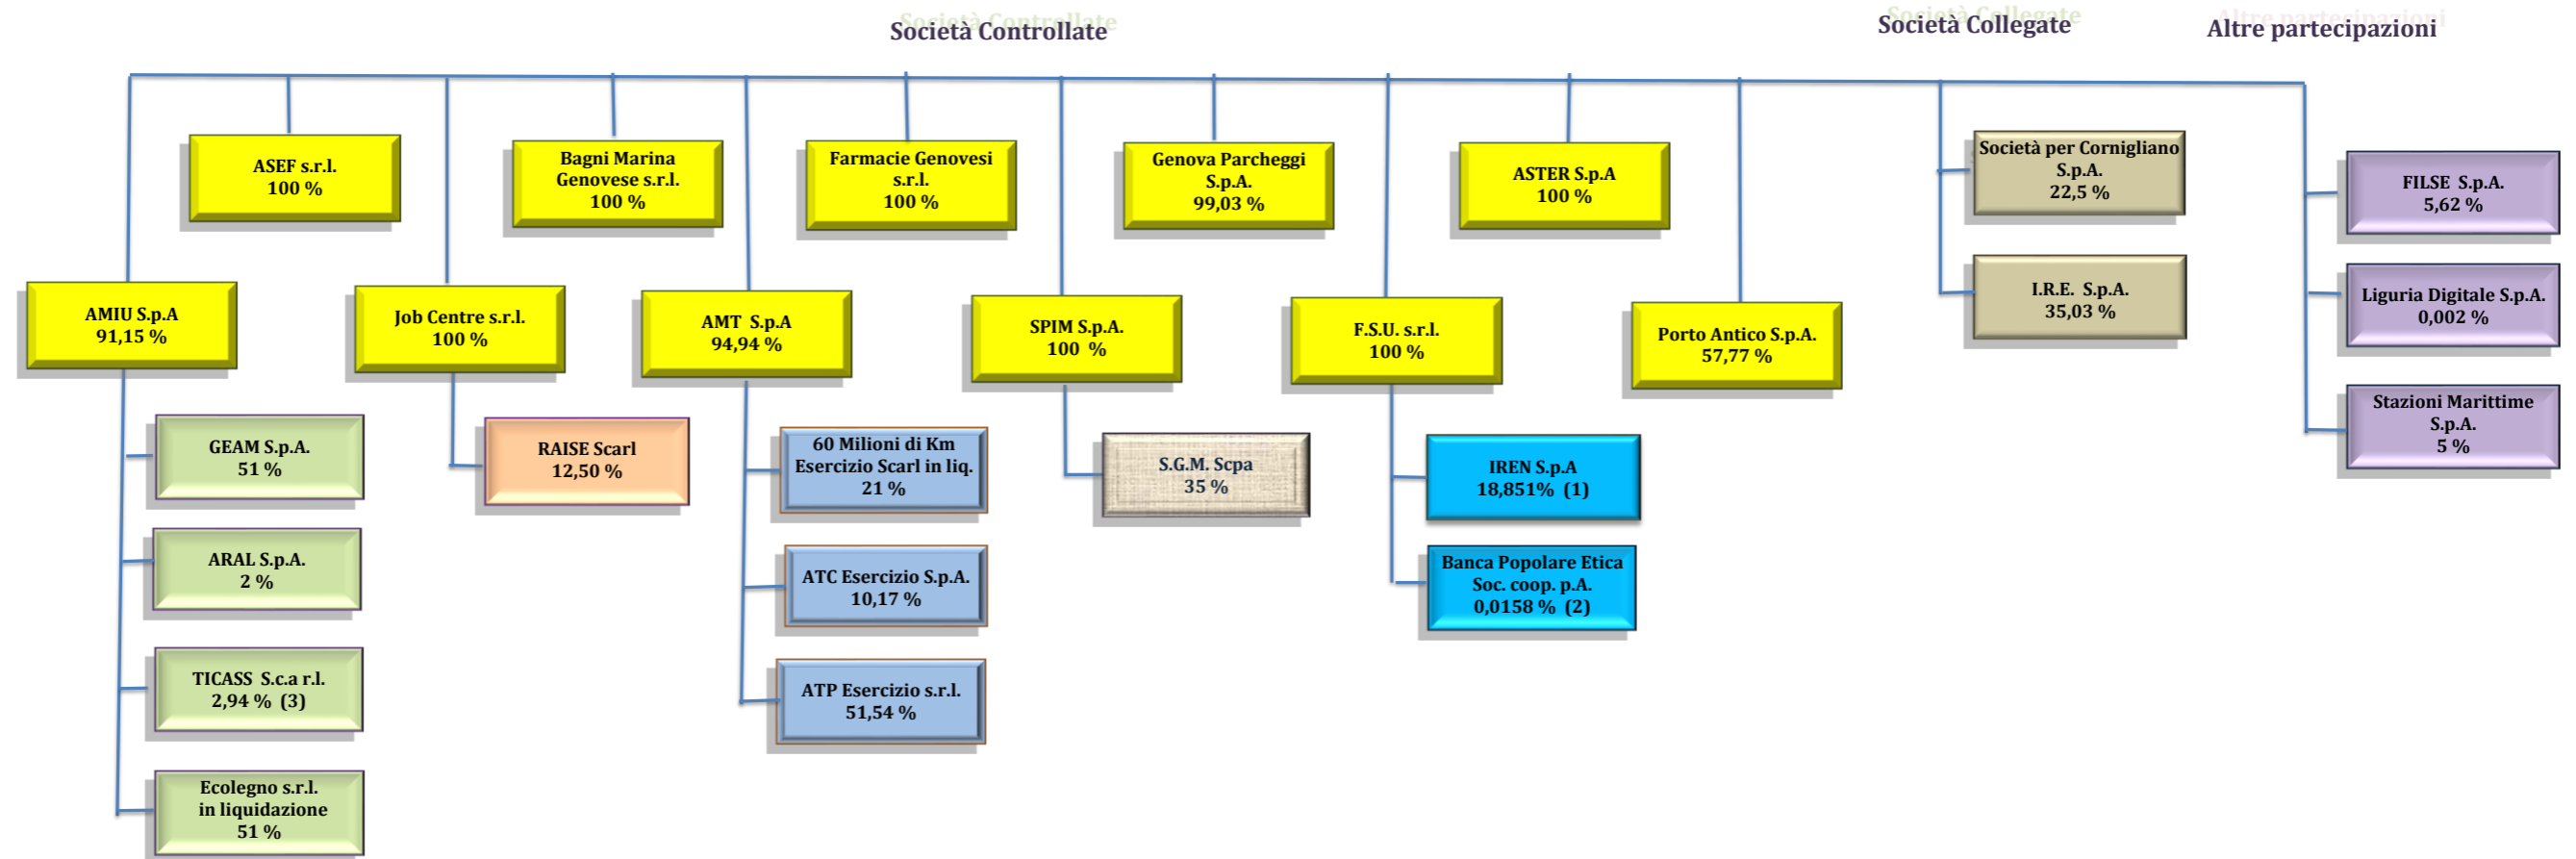 Società Controllate
Società Collegate
Altre partecipazioni
ASEF s.r.l.
100 %
Bagni Marina
Genovese s.r.l.
100 %
Farmacie Genovesi
s.r.l.
100 %
Genova Parcheggi
S.p.A.
99,03 %
ASTER S.p.A
100 %
Società per Cornigliano
S.p.A.
22,5 %
FILSE S.p.A.
5,62 %
AMIU S.p.A
91,15 %
Job Centre s.r.l.
100 %
AMT S.p.A
94,94 %
SPIM S.p.A.
100 %
F.S.U. s.r.l.
100 %
Porto Antico S.p.A.
57,77 %
I.R.E. S.p.A.
35,03 %
Liguria Digitale S.p.A.
0,002 %
Stazioni Marittime
S.p.A.
5 %
GEAM S.p.A.
51 %
RAISE Scarl
12,50 %
60 Milioni di Km
Esercizio Scarl in liq.
21 %
S.G.M. Scpa
35 %
IREN S.p.A
18,851% (1)
ARAL S.p.A.
2 %
ATC Esercizio S.p.A.
10,17 %
Banca Popolare Etica
Soc. coop. p.A.
0,0158 % (2)
TICASS S.c.a r.l.
2,94 % (3)
ATP Esercizio s.r.l.
51,54 %
Ecolegno s.r.l.
in liquidazione
51 %